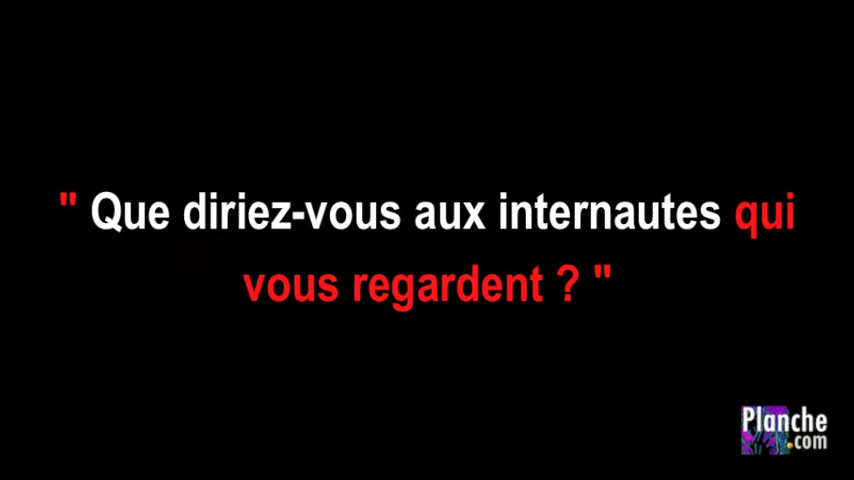 " Que diriez-vous aux internautes qui
vous regardent ? "
Planche
.com